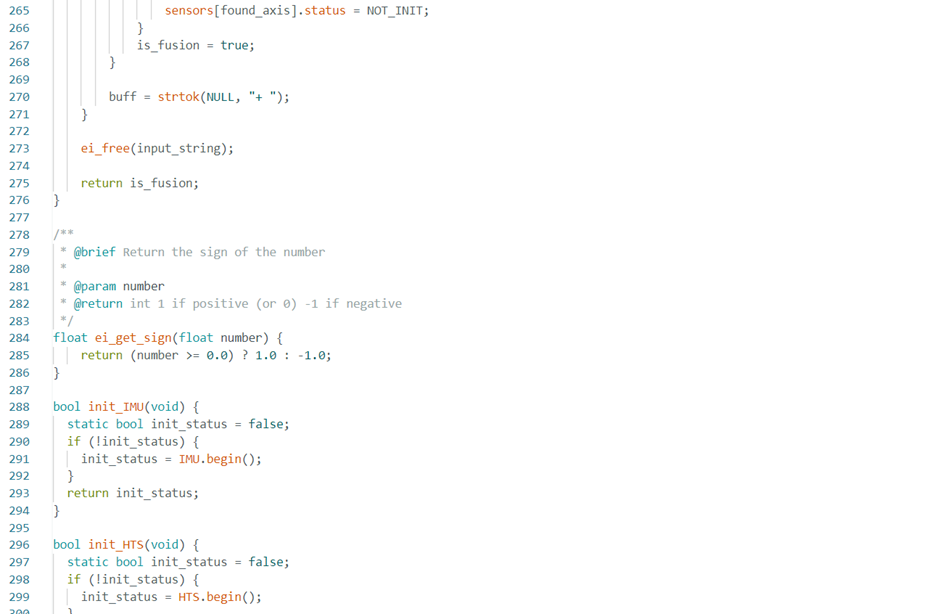 265 sensors[found_axis].status = NOT_INIT;
266 }
267 is_fusion = true;
268 }
269
270 buff = strtok(NULL, "+ ");
271 }
272
273 ei_free(input_string);
274
275 return is_fusion;
276 }
277
278 /**
279 * @brief Return the sign of the number
280 *
281 * @param number
282 * @return int 1 if positive (or 0) -1 if negative
283 */
284 float ei_get_sign(float number) {
285 return (number >= 0.0) ? 1.0 : -1.0;
286 }
287
288 bool init_IMU(void) {
289 static bool init_status = false;
290 if (!init_status) {
291 init_status = IMU.begin();
292 }
293 return init_status;
294 }
295
296 bool init_HTS(void) {
297 static bool init_status = false;
298 if (!init_status) {
299 init_status = HTS.begin();
300 }